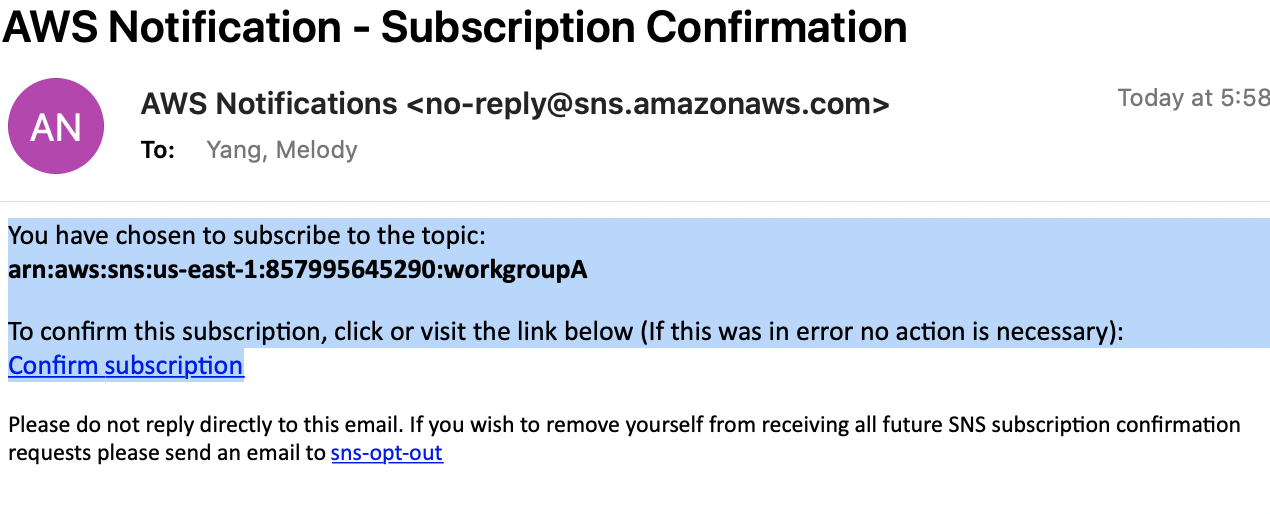 AWS Notification - Subscription Confirmation
AN
AWS Notifications <no-reply@sns.amazonaws.com>
Today at 5:58
To: Yang, Melody
You have chosen to subscribe to the topic:
arn:aws:sns:us-east-1:857995645290:workgroupA
To confirm this subscription, click or visit the link below (If this was in error no action is necessary):
Confirm subscription
Please do not reply directly to this email. If you wish to remove yourself from receiving all future SNS subscription confirmation
requests please send an email to sns-opt-out